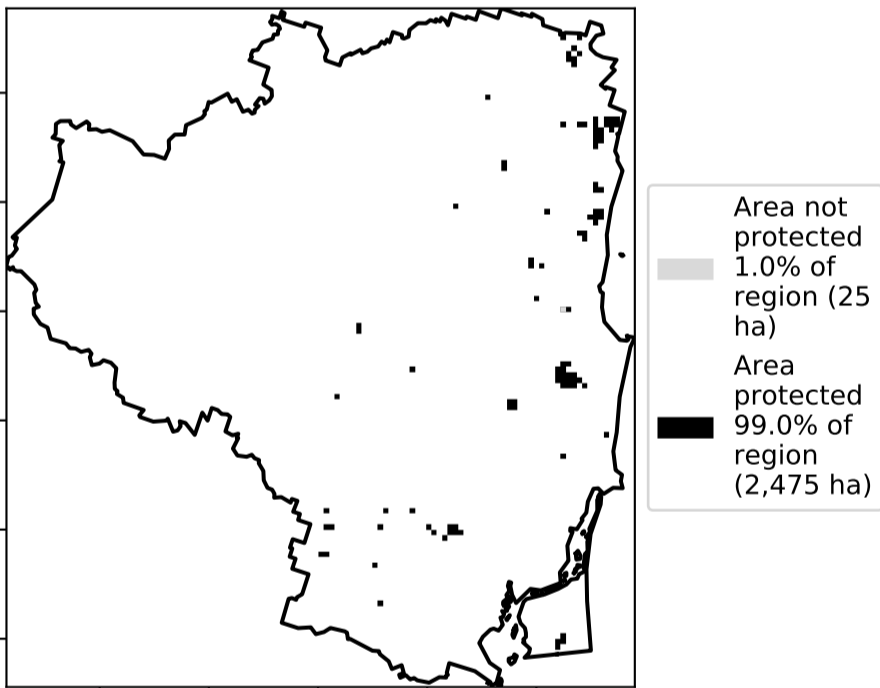 Area not
protected
1.0% of
region (25
ha)
Area
protected
99.0% of
region
(2,475 ha)